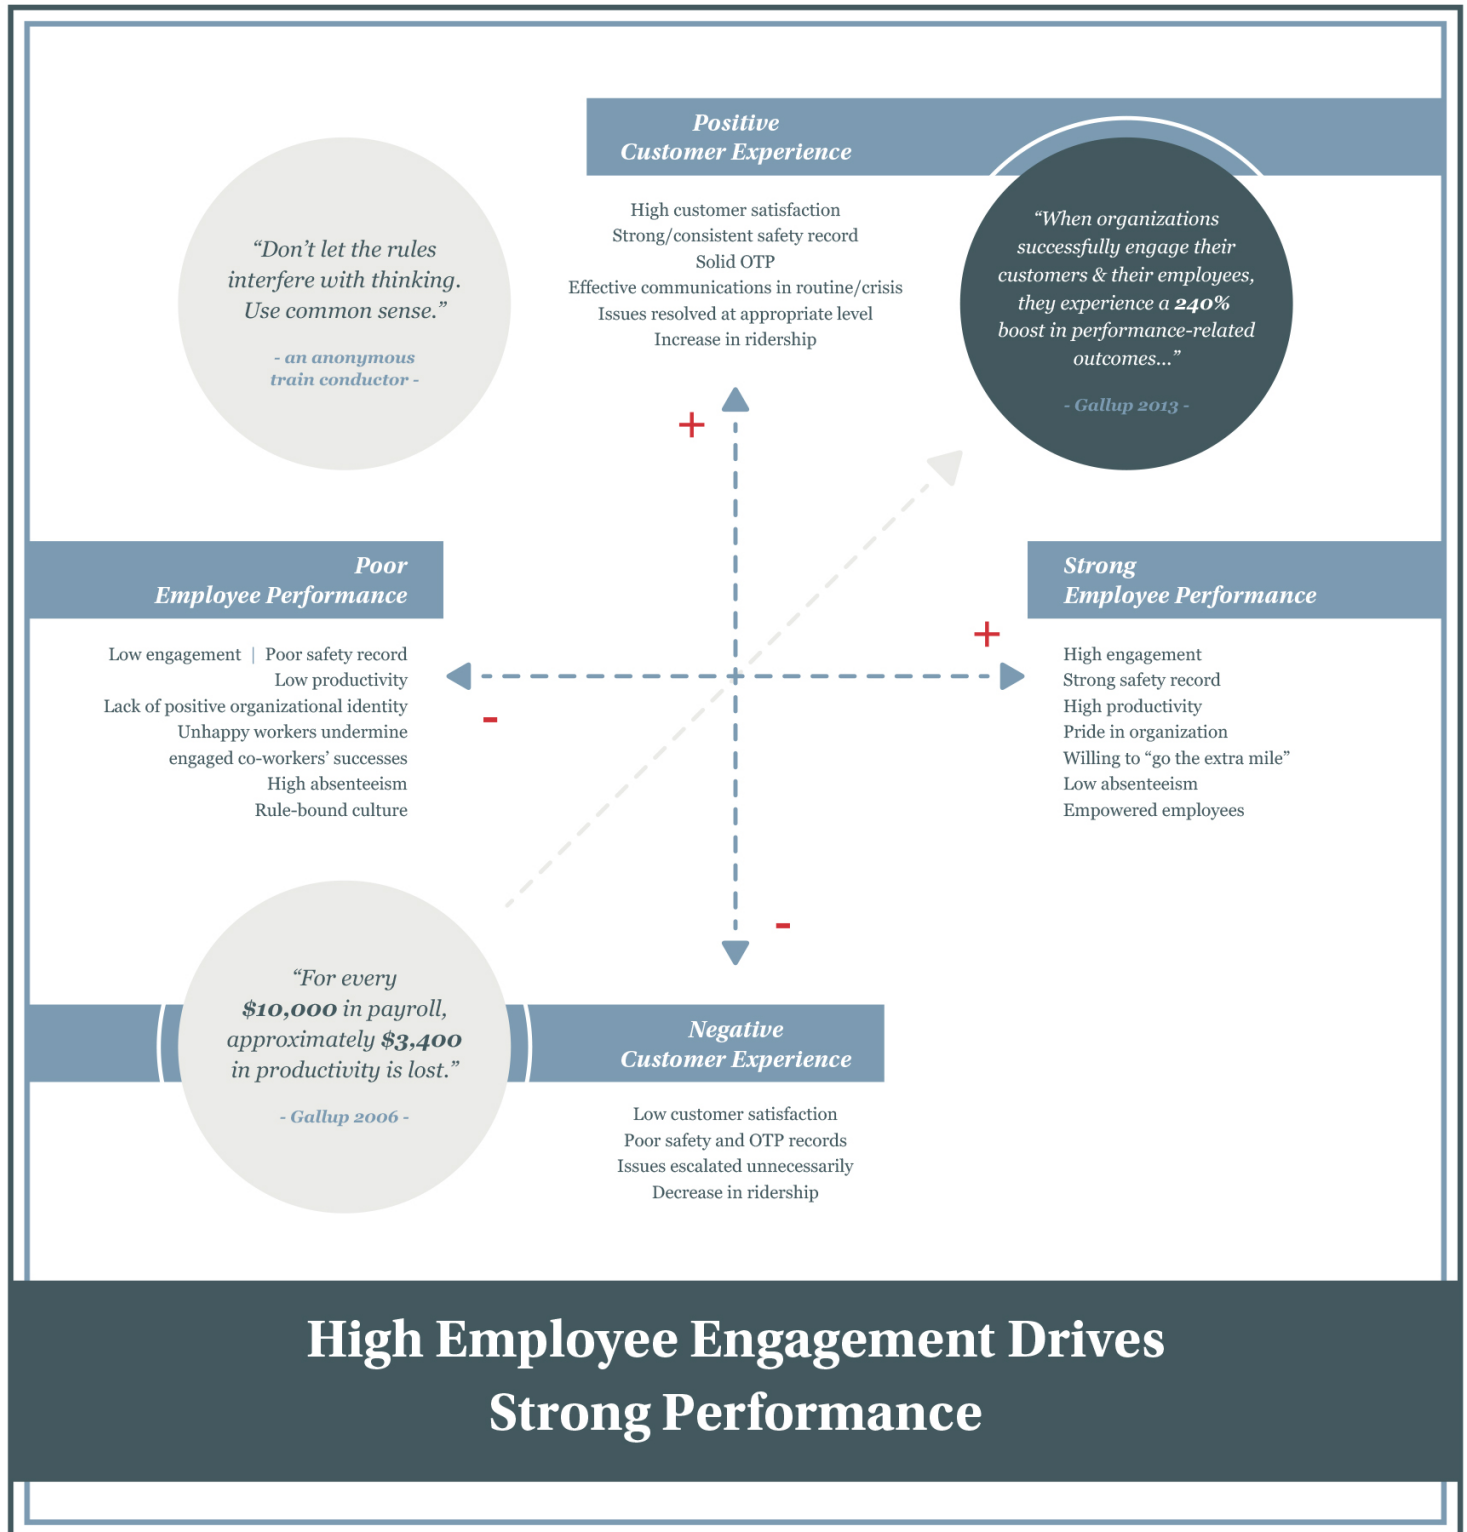 Positive
Customer Experience
High customer satisfaction
Strong/consistent safety record
Solid OTP
Effective communications in routine/crisis
Issues resolved at appropriate level
Increase in ridership
“Don’t let the rules
interfere with thinking.
Use common sense.”
- an anonymous
train conductor -
“When organizations
successfully engage their
customers & their employees,
they experience a 240%
boost in performance-related
outcomes...”
- Gallup 2013 -
+
Poor
Employee Performance
Low engagement | Poor safety record
Low productivity
Lack of positive organizational identity
Unhappy workers undermine
engaged co-workers’ successes
High absenteeism
Rule-bound culture
-
+
Strong
Employee Performance
High engagement
Strong safety record
High productivity
Pride in organization
Willing to “go the extra mile”
Low absenteeism
Empowered employees
-
“For every
$10,000 in payroll,
approximately $3,400
in productivity is lost.”
- Gallup 2006 -
Negative
Customer Experience
Low customer satisfaction
Poor safety and OTP records
Issues escalated unnecessarily
Decrease in ridership
High Employee Engagement Drives
Strong Performance